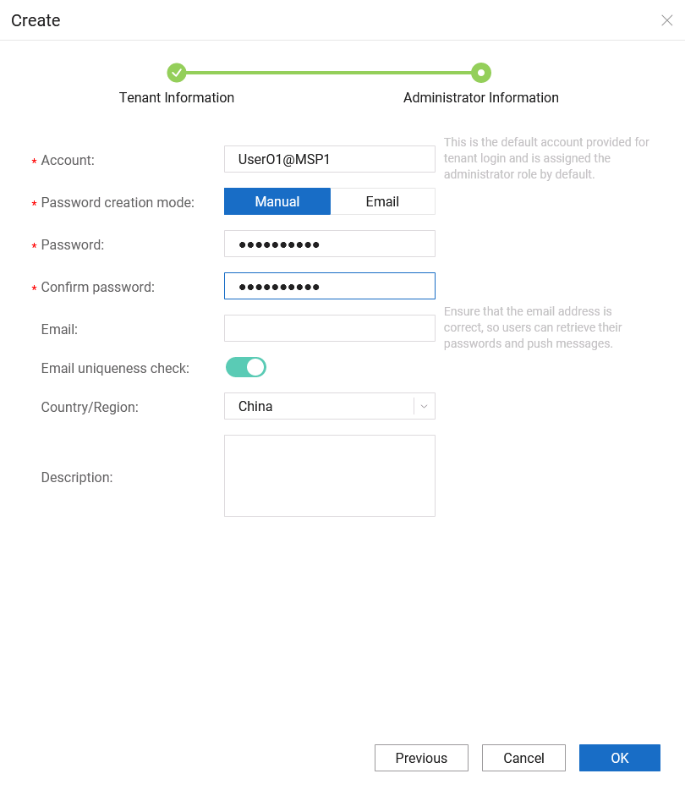 Create
Tenant Information
Administrator Information
* Account:
UserO1@MSP1
This is the default account provided for
tenant login and is assigned the
administrator role by default.
* Password creation mode:
Manual
Email
* Password:
●●●●●●●●●●
* Confirm password:
●●●●●●●●●●
Email:
Ensure that the email address is
correct, so users can retrieve their
passwords and push messages.
Email uniqueness check:
Country/Region:
China
Description:
Previous
Cancel
OK